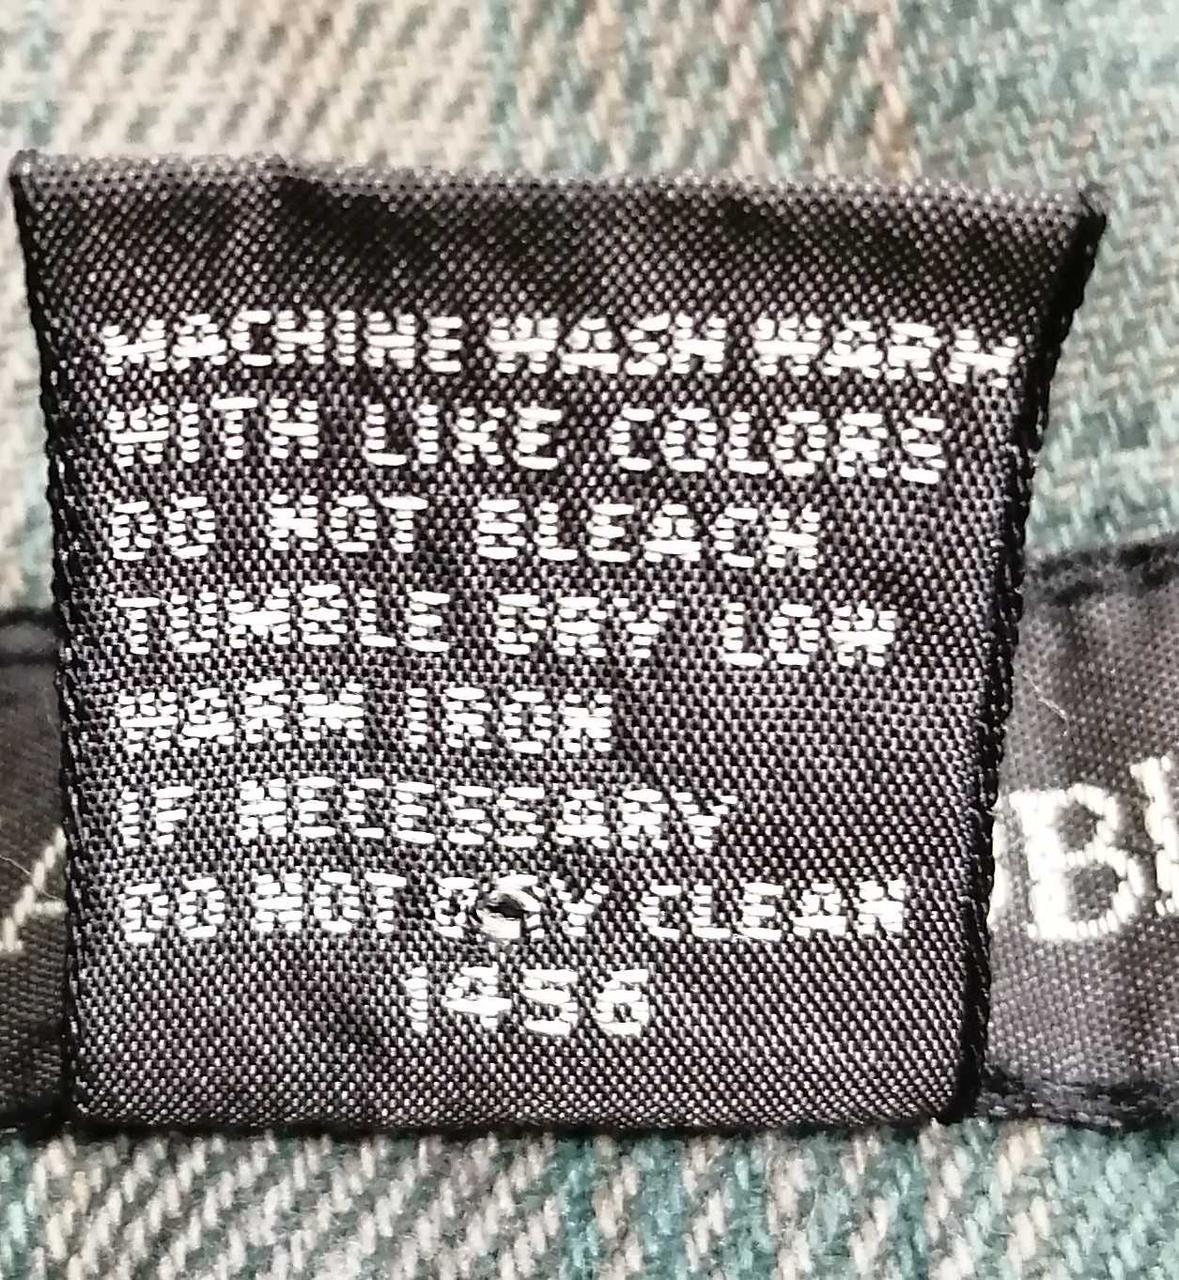 MACHINE WASH WARM
WITH LIKE COLORS
DO NOT BLEACH
TUMBLE DRY LOW
WARM IRON
IF NECESSARY
DO NOT DRY CLEAN
1456